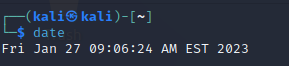 ┌──(kali㉿kali)-[~]
└─$ date
Fri Jan 27 09:06:24 AM EST 2023